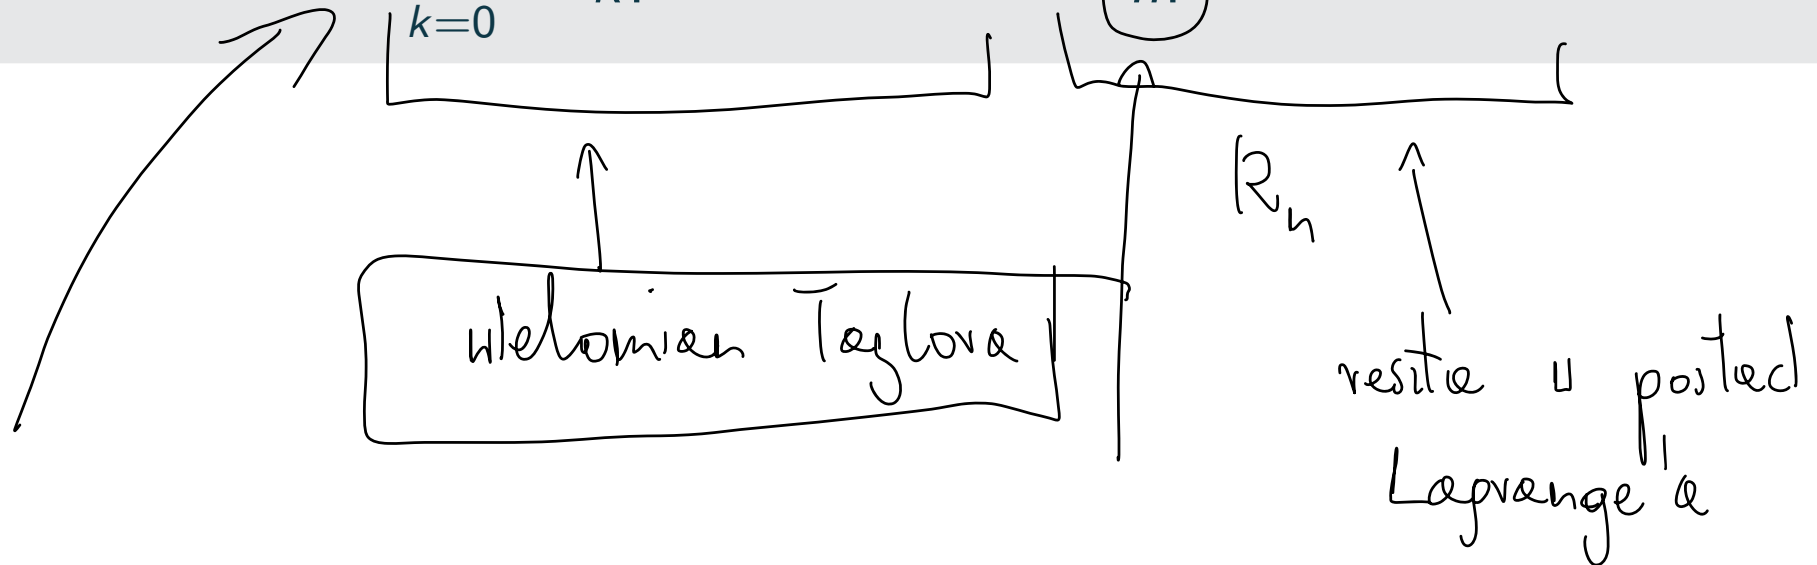 k=0
R_n
wielomian Taylora
reszta w postaci
Lagrange'a